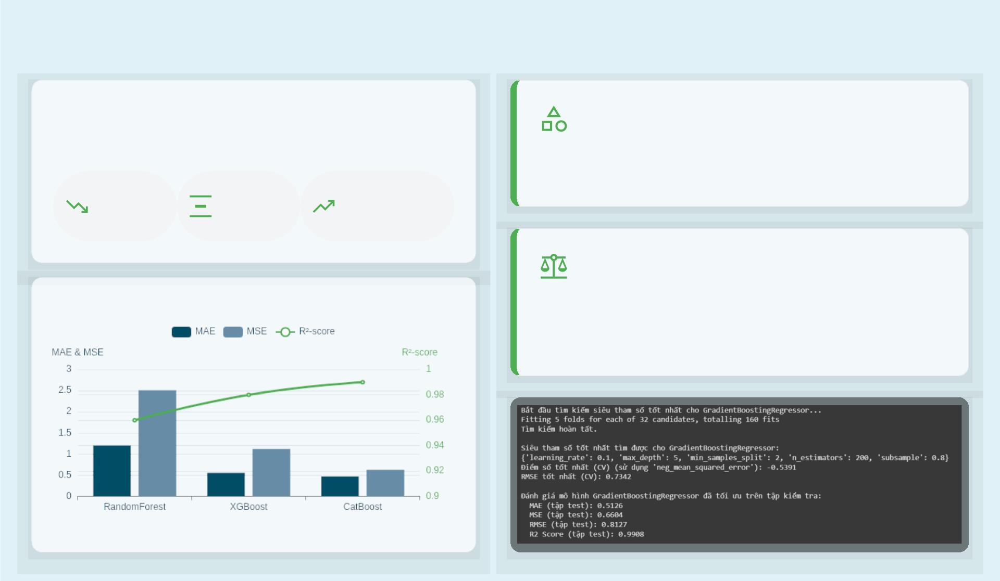 MAE MSE R²-score
MAE & MSE
R²-score
3
2.5
2
1.5
1
0.5
0
1
0.98
0.96
0.94
0.92
0.9
RandomForest XGBoost CatBoost
Bắt đầu tìm kiếm siêu tham số tốt nhất cho GradientBoostingRegressor...
Fitting 5 folds for each of 32 candidates, totalling 160 fits
Tìm kiếm hoàn tất.
Siêu tham số tốt nhất tìm được cho GradientBoostingRegressor:
{'learning_rate': 0.1, 'max_depth': 5, 'min_samples_split': 2, 'n_estimators': 200, 'subsample': 0.8}
Điểm số tốt nhất (CV) (sử dụng 'neg_mean_squared_error'): -0.5391
RMSE tốt nhất (CV): 0.7342
Đánh giá mô hình GradientBoostingRegressor đã tối ưu trên tập kiểm tra:
MAE (tập test): 0.5126
MSE (tập test): 0.6604
RMSE (tập test): 0.8127
R2 Score (tập test): 0.9908